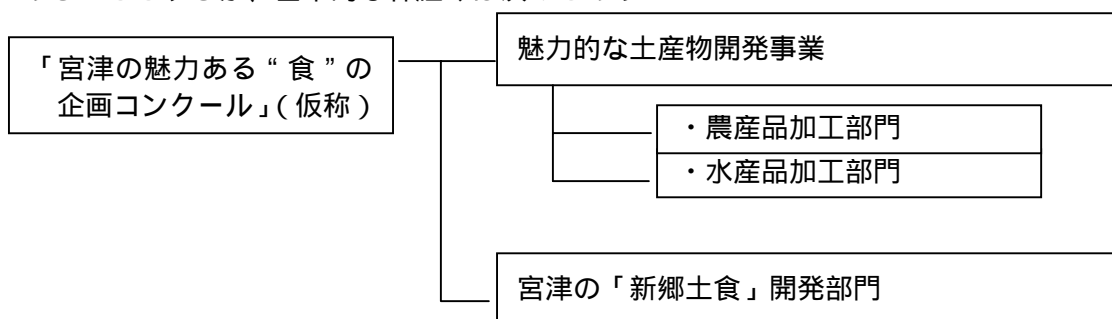 「宮津の魅力ある“食”の
企画コンクール」(仮称)
魅力的な土産物開発事業
・農産品加工部門
・水産品加工部門
宮津の「新郷土食」開発部門